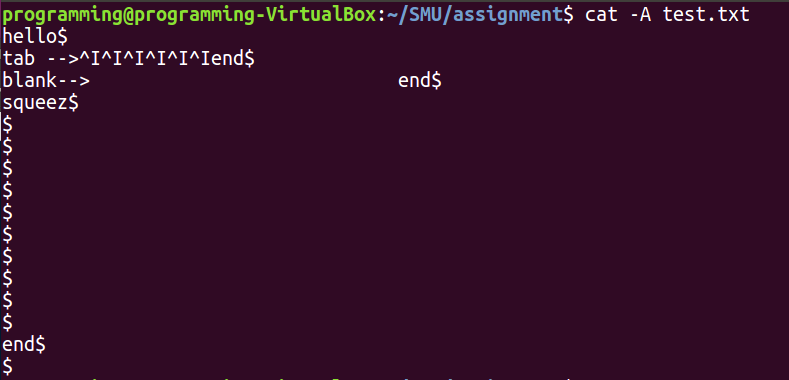 programming@programming-VirtualBox:~/SMU/assignment$ cat -A test.txt
hello$
tab -->^I^I^I^I^I^Iend$
blank-->                            end$
squeez$
$
$
$
$
$
$
$
$
$
$
end$
$